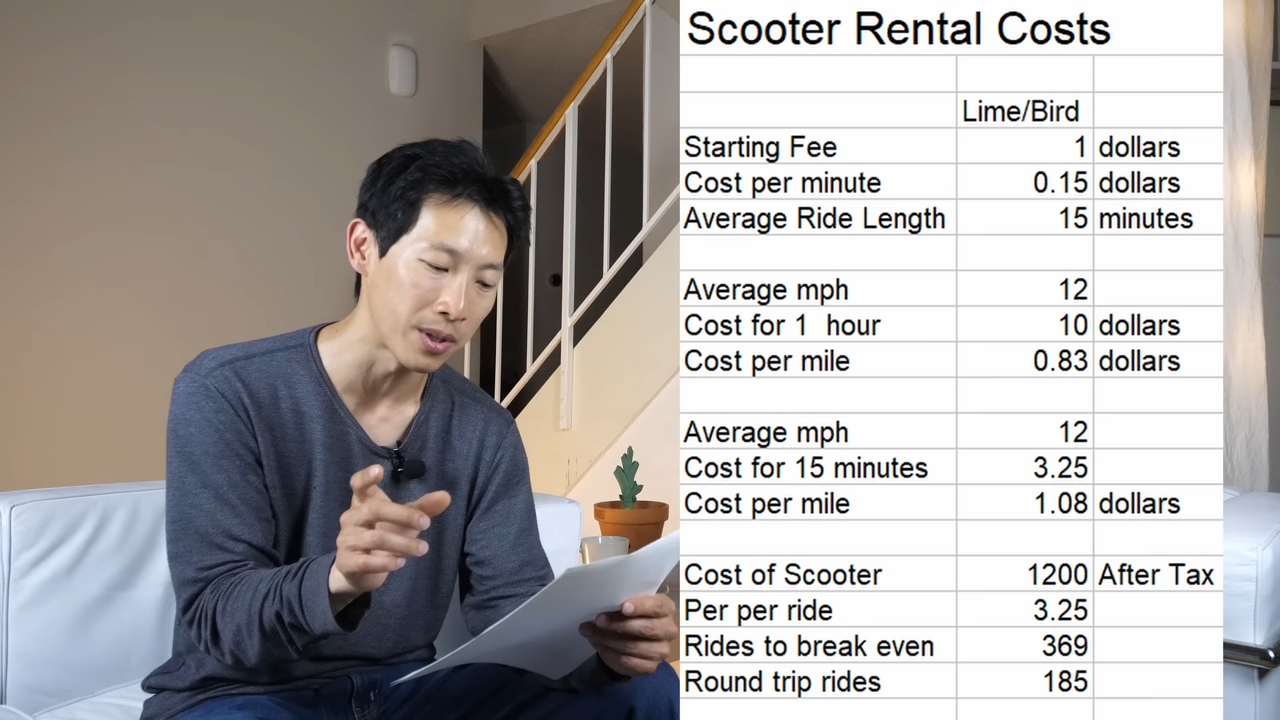 Scooter Rental Costs
Lime/Bird
Starting Fee 1 dollars
Cost per minute 0.15 dollars
Average Ride Length 15 minutes
Average mph 12
Cost for 1 hour 10 dollars
Cost per mile 0.83 dollars
Average mph 12
Cost for 15 minutes 3.25
Cost per mile 1.08 dollars
Cost of Scooter 1200 After Tax
Per per ride 3.25
Rides to break even 369
Round trip rides 185